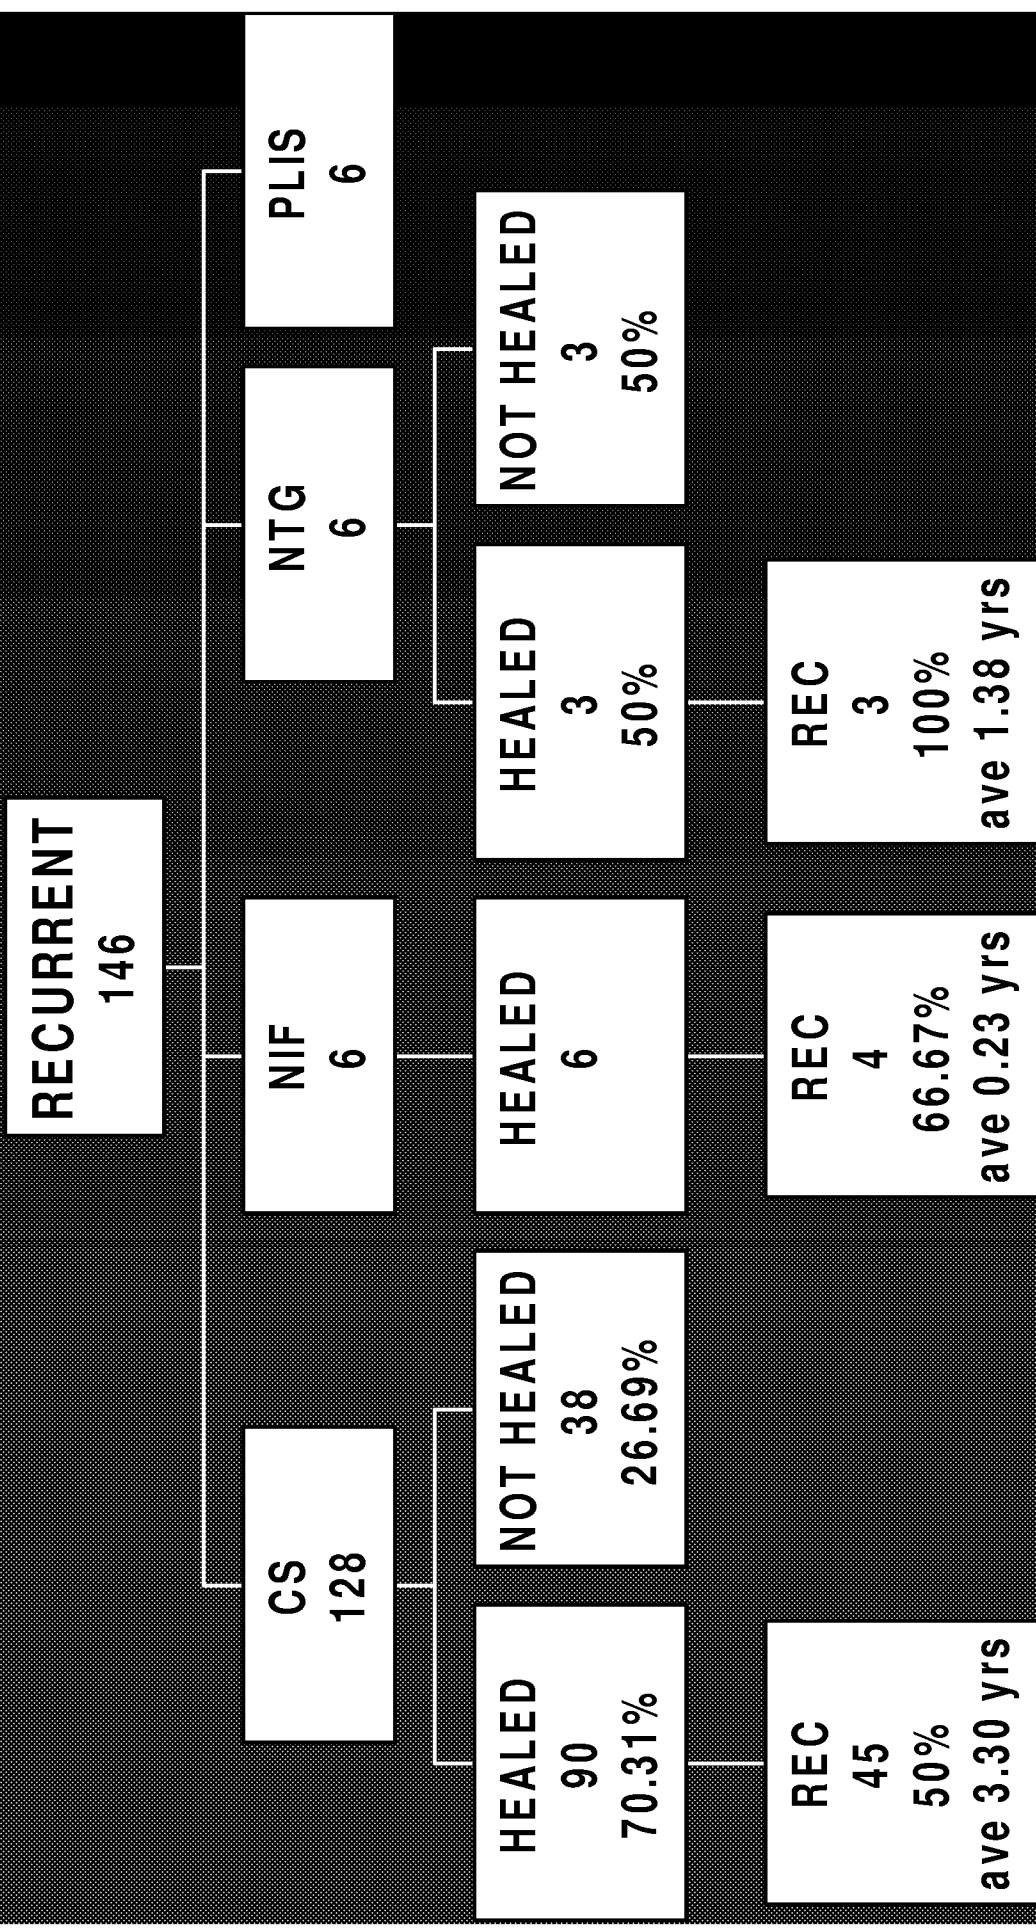 RECURRENT
146
CS
128
NIF
6
NTG
6
PLIS
6
HEALED
90
70.31%
NOT HEALED
38
26.69%
HEALED
6
HEALED
3
50%
NOT HEALED
3
50%
REC
45
50%
ave 3.30 yrs
REC
4
66.67%
ave 0.23 yrs
REC
3
100%
ave 1.38 yrs